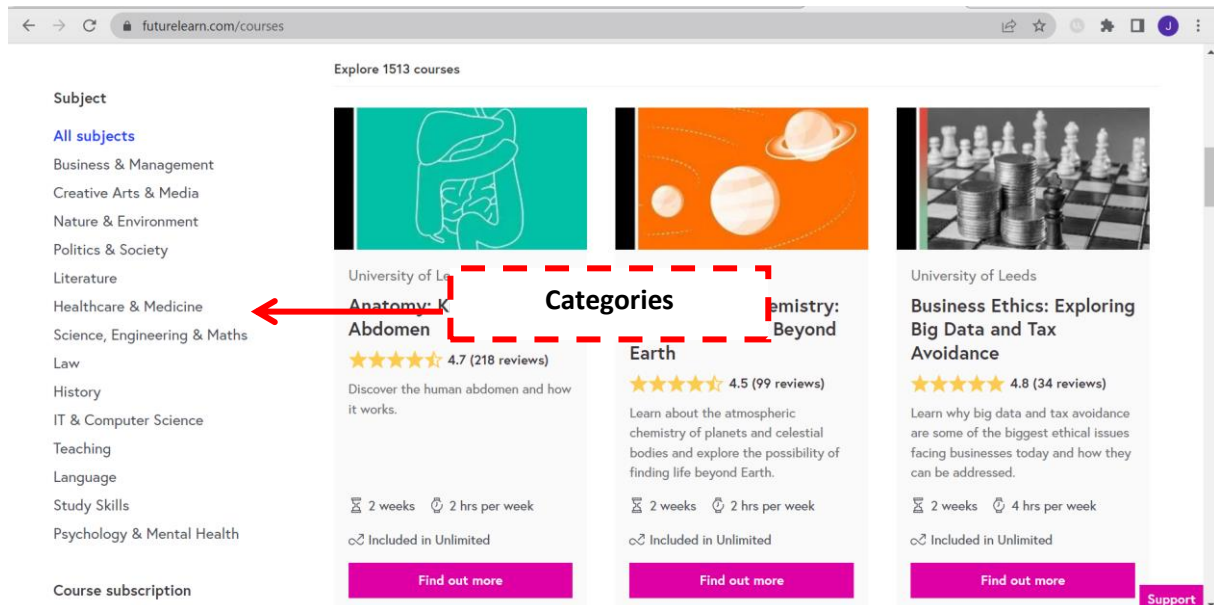 futurelearn.com/courses
J
Explore 1513 courses
Subject
All subjects
Business & Management
Creative Arts & Media
Nature & Environment
Politics & Society
Literature
Healthcare & Medicine
Science, Engineering & Maths
Law
History
IT & Computer Science
Teaching
Language
Study Skills
Psychology & Mental Health
Course subscription
Categories
University of Le
Anatomy: K
Abdomen
4.7 (218 reviews)
Discover the human abdomen and how
it works.
2 weeks 2 hrs per week
Included in Unlimited
Find out more
emistry:
Beyond
Earth
4.5 (99 reviews)
Learn about the atmospheric
chemistry of planets and celestial
bodies and explore the possibility of
finding life beyond Earth.
2 weeks 2 hrs per week
Included in Unlimited
Find out more
University of Leeds
Business Ethics: Exploring
Big Data and Tax
Avoidance
4.8 (34 reviews)
Learn why big data and tax avoidance
are some of the biggest ethical issues
facing businesses today and how they
can be addressed.
2 weeks 4 hrs per week
Included in Unlimited
Find out more
Support